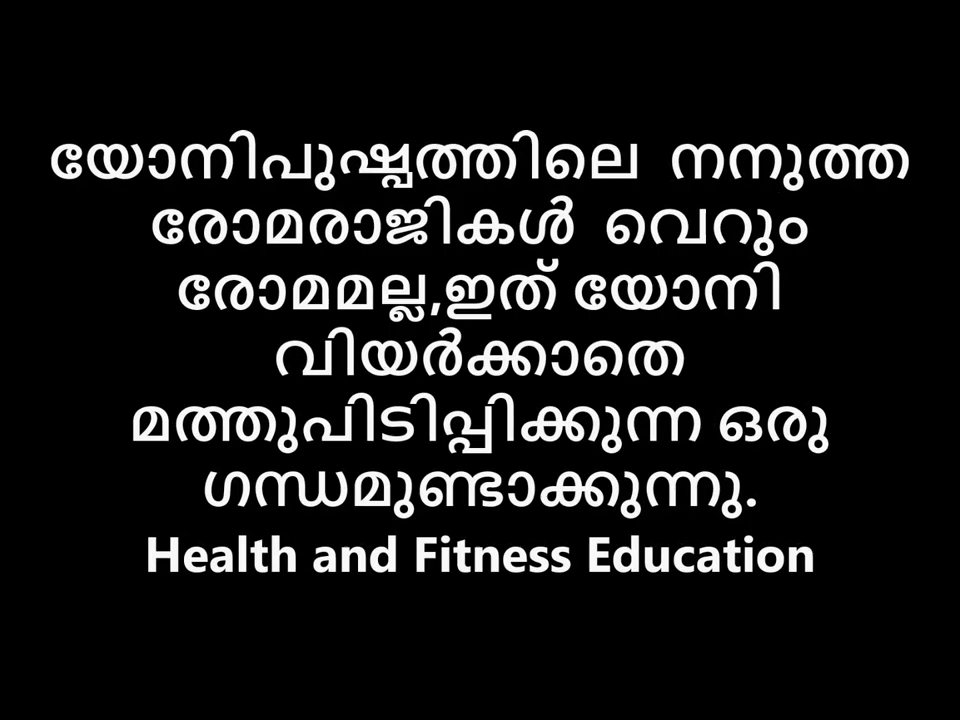 യോനിപുഷ്പത്തിലെ നനുത്ത
രോമരാജികൾ വെറും
രോമമല്ല,ഇത് യോനി
വിയർക്കാതെ
മത്തുപിടിപ്പിക്കുന്ന ഒരു
ഗന്ധമുണ്ടാക്കുന്നു.
Health and Fitness Education